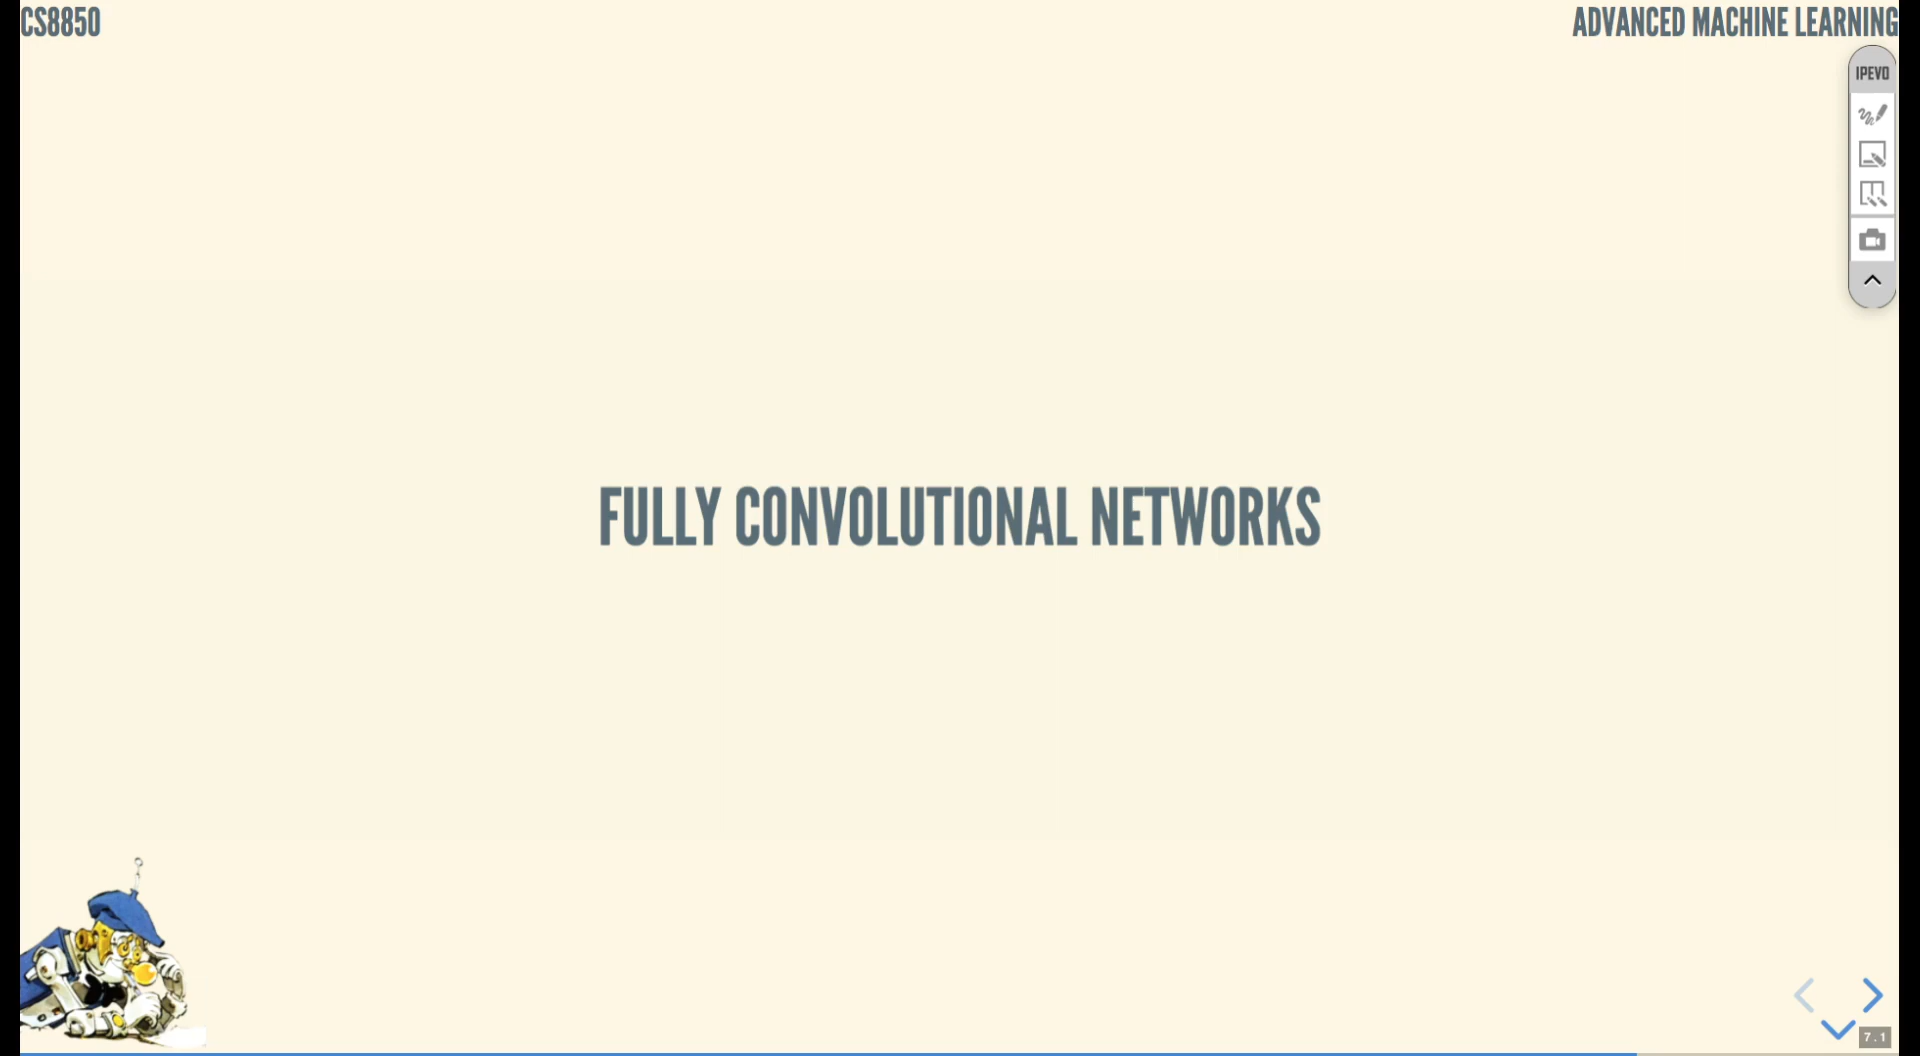 CS8850
ADVANCED MACHINE LEARNING
IPEVO
FULLY CONVOLUTIONAL NETWORKS
7.1